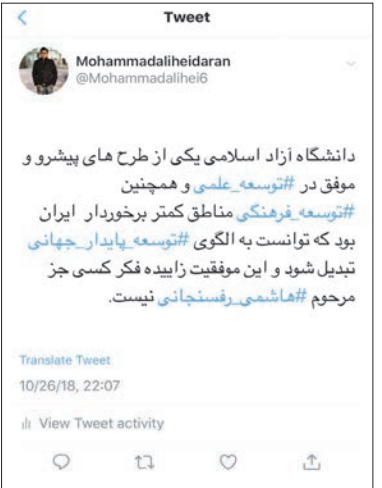 Tweet
Mohammadaliheidaran
@Mohammadalihei6
دانشگاه آزاد اسلامی یکی از طرح های پیشرو و
موفق در #توسعه_علمی و همچنین
#توسعه_فرهنگی مناطق کمتر برخوردار ایران
بود که توانست به الگوی #توسعه_پایدار_جهانی
تبدیل شود و این موفقیت زاییده فکر کسی جز
مرحوم #هاشمی_رفسنجانی نیست.
Translate Tweet
10/26/18, 22:07
View Tweet activity